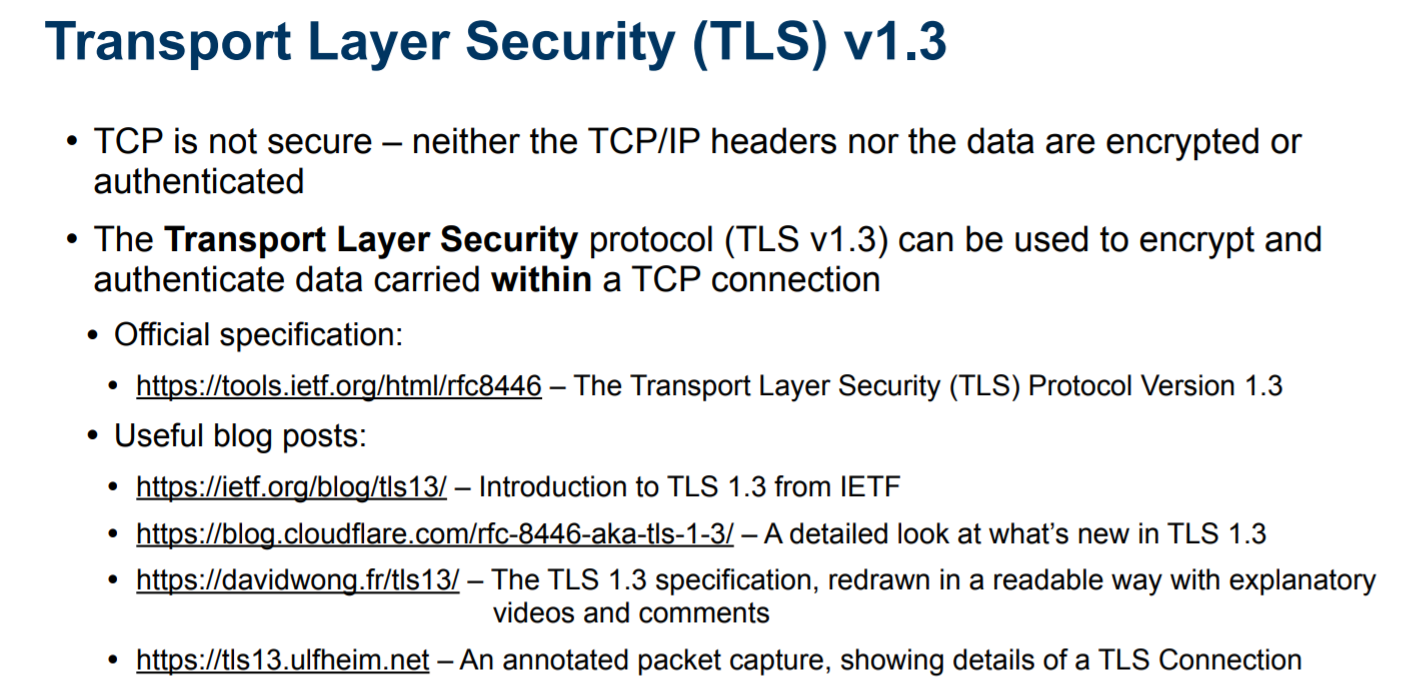 Transport Layer Security (TLS) v1.3
• TCP is not secure – neither the TCP/IP headers nor the data are encrypted or
authenticated
• The Transport Layer Security protocol (TLS v1.3) can be used to encrypt and
authenticate data carried within a TCP connection
• Official specification:
• https://tools.ietf.org/html/rfc8446 – The Transport Layer Security (TLS) Protocol Version 1.3
• Useful blog posts:
• https://ietf.org/blog/tls13/ – Introduction to TLS 1.3 from IETF
• https://blog.cloudflare.com/rfc-8446-aka-tls-1-3/ – A detailed look at what’s new in TLS 1.3
• https://davidwong.fr/tls13/ – The TLS 1.3 specification, redrawn in a readable way with explanatory
videos and comments
• https://tls13.ulfheim.net – An annotated packet capture, showing details of a TLS Connection